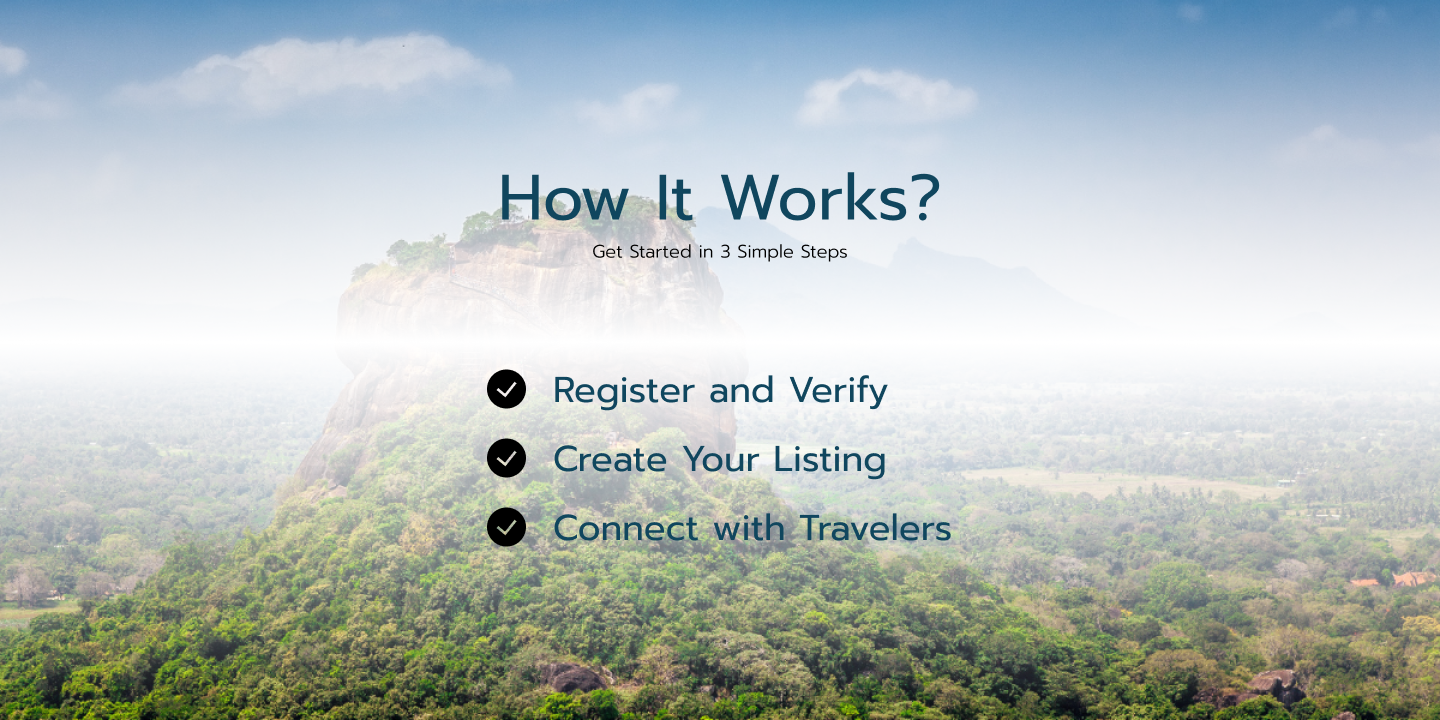 How It Works?
Get Started in 3 Simple Steps
Register and Verify
Create Your Listing
Connect with Travelers